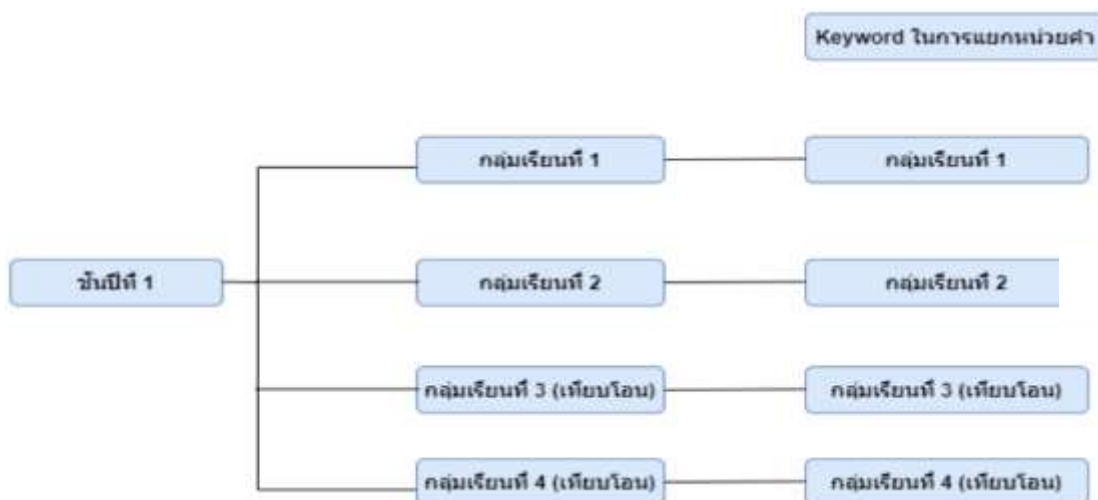 Keyword ในการแยกหน่วยคำ
กลุ่มเรียนที่ 1
กลุ่มเรียนที่ 1
ชั้นปีที่ 1
กลุ่มเรียนที่ 2
กลุ่มเรียนที่ 2
กลุ่มเรียนที่ 3 (เทียบโอน)
กลุ่มเรียนที่ 3 (เทียบโอน)
กลุ่มเรียนที่ 4 (เทียบโอน)
กลุ่มเรียนที่ 4 (เทียบโอน)